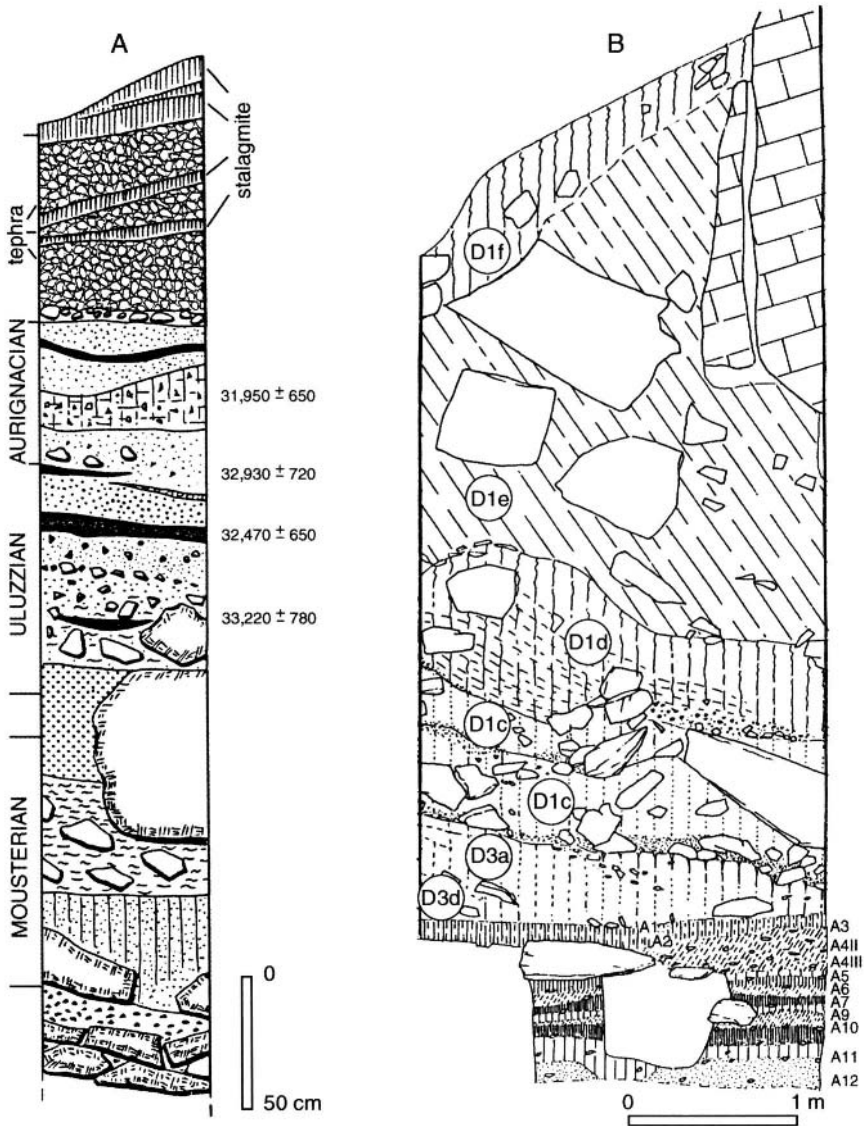 A
stalagmite
tephra
AURIGNACIAN
31,950 ± 650
32,930 ± 720
32,470 ± 650
ULUZZIAN
33,220 ± 780
MOUSTERIAN
0
50 cm
B
D1f
D1e
D1d
D1c
D1c
D3a
D3d
A1
A2
A3
A4II
A4III
A5
A6
A7
A9
A10
A11
A12
0 1 m